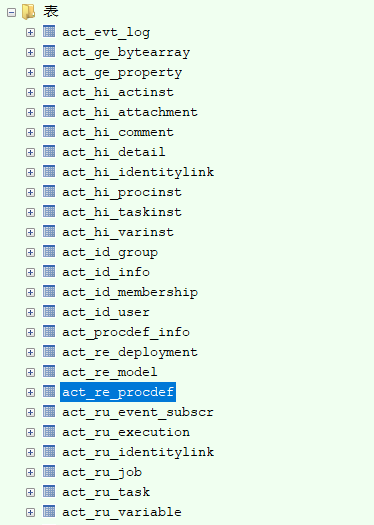 表
act_evt_log
act_ge_bytearray
act_ge_property
act_hi_actinst
act_hi_attachment
act_hi_comment
act_hi_detail
act_hi_identitylink
act_hi_procinst
act_hi_taskinst
act_hi_varinst
act_id_group
act_id_info
act_id_membership
act_id_user
act_procdef_info
act_re_deployment
act_re_model
act_re_procdef
act_ru_event_subscr
act_ru_execution
act_ru_identitylink
act_ru_job
act_ru_task
act_ru_variable